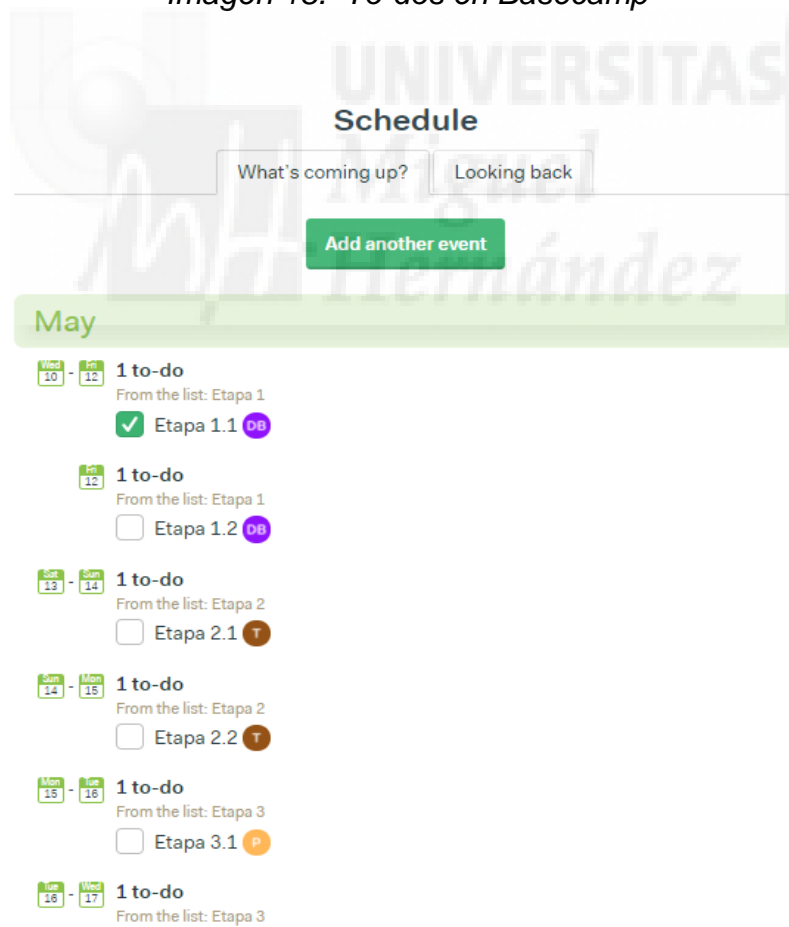 To-dos en Basecamp
UNIVERSITAS
Miguel
Hernández
Schedule
What's coming up? Looking back
Add another event
May
Wed 10 - Fri 12 1 to-do
From the list: Etapa 1
Etapa 1.1 DB
Fri 12 1 to-do
From the list: Etapa 1
Etapa 1.2 DB
Sat 13 - Sun 14 1 to-do
From the list: Etapa 2
Etapa 2.1 T
Sun 14 - Mon 15 1 to-do
From the list: Etapa 2
Etapa 2.2 T
Mon 15 - Tue 16 1 to-do
From the list: Etapa 3
Etapa 3.1 P
Tue 16 - Wed 17 1 to-do
From the list: Etapa 3